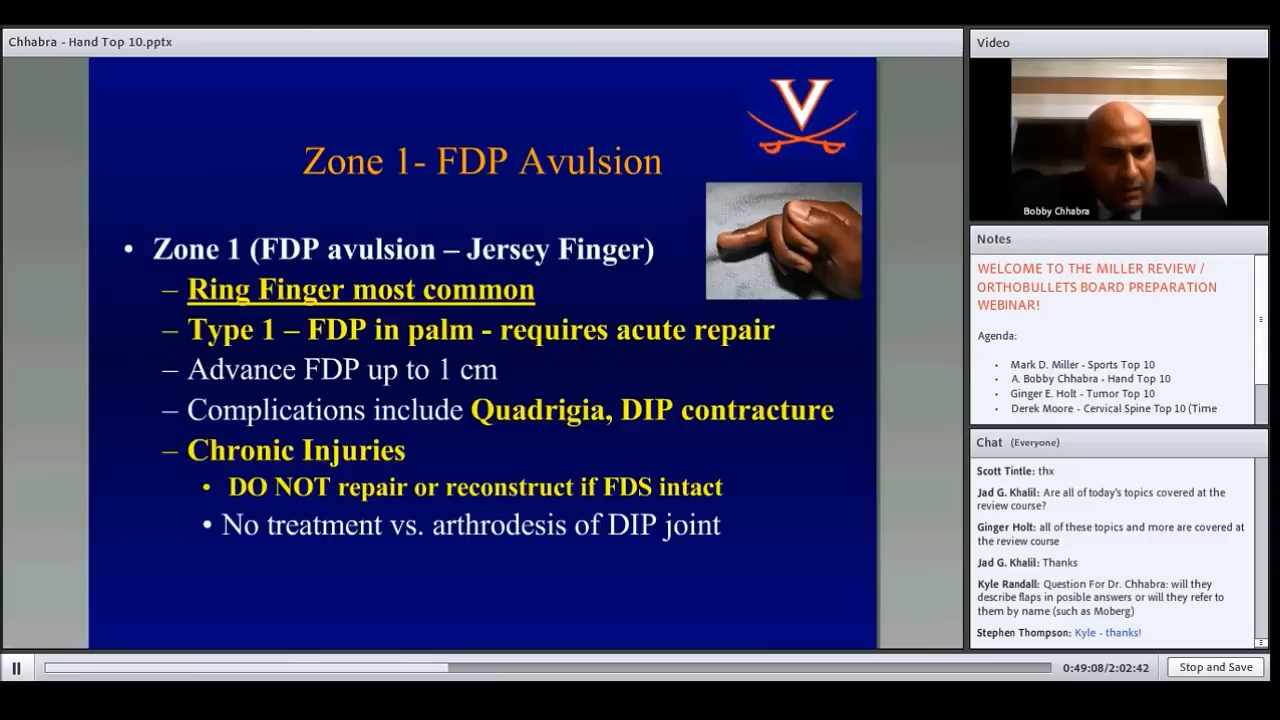 Chhabra - Hand Top 10.pptx
V
Zone 1- FDP Avulsion
• Zone 1 (FDP avulsion – Jersey Finger)
– Ring Finger most common
– Type 1 – FDP in palm - requires acute repair
– Advance FDP up to 1 cm
– Complications include Quadrigia, DIP contracture
– Chronic Injuries
• DO NOT repair or reconstruct if FDS intact
• No treatment vs. arthrodesis of DIP joint
Video
Bobby Chhabra
Notes
WELCOME TO THE MILLER REVIEW /
ORTHOBULLETS BOARD PREPARATION
WEBINAR!
Agenda:
• Mark D. Miller - Sports Top 10
• A. Bobby Chhabra - Hand Top 10
• Ginger E. Holt - Tumor Top 10
• Derek Moore - Cervical Spine Top 10 (Time
Chat (Everyone)
Scott Tintle: thx
Jad G. Khalil: Are all of today's topics covered at the
review course?
Ginger Holt: all of these topics and more are covered at
the review course
Jad G. Khalil: Thanks
Kyle Randall: Question For Dr. Chhabra: will they
describe flaps in posible answers or will they refer to
them by name (such as Moberg)
Stephen Thompson: Kyle - thanks!
0:49:08/2:02:42
Stop and Save